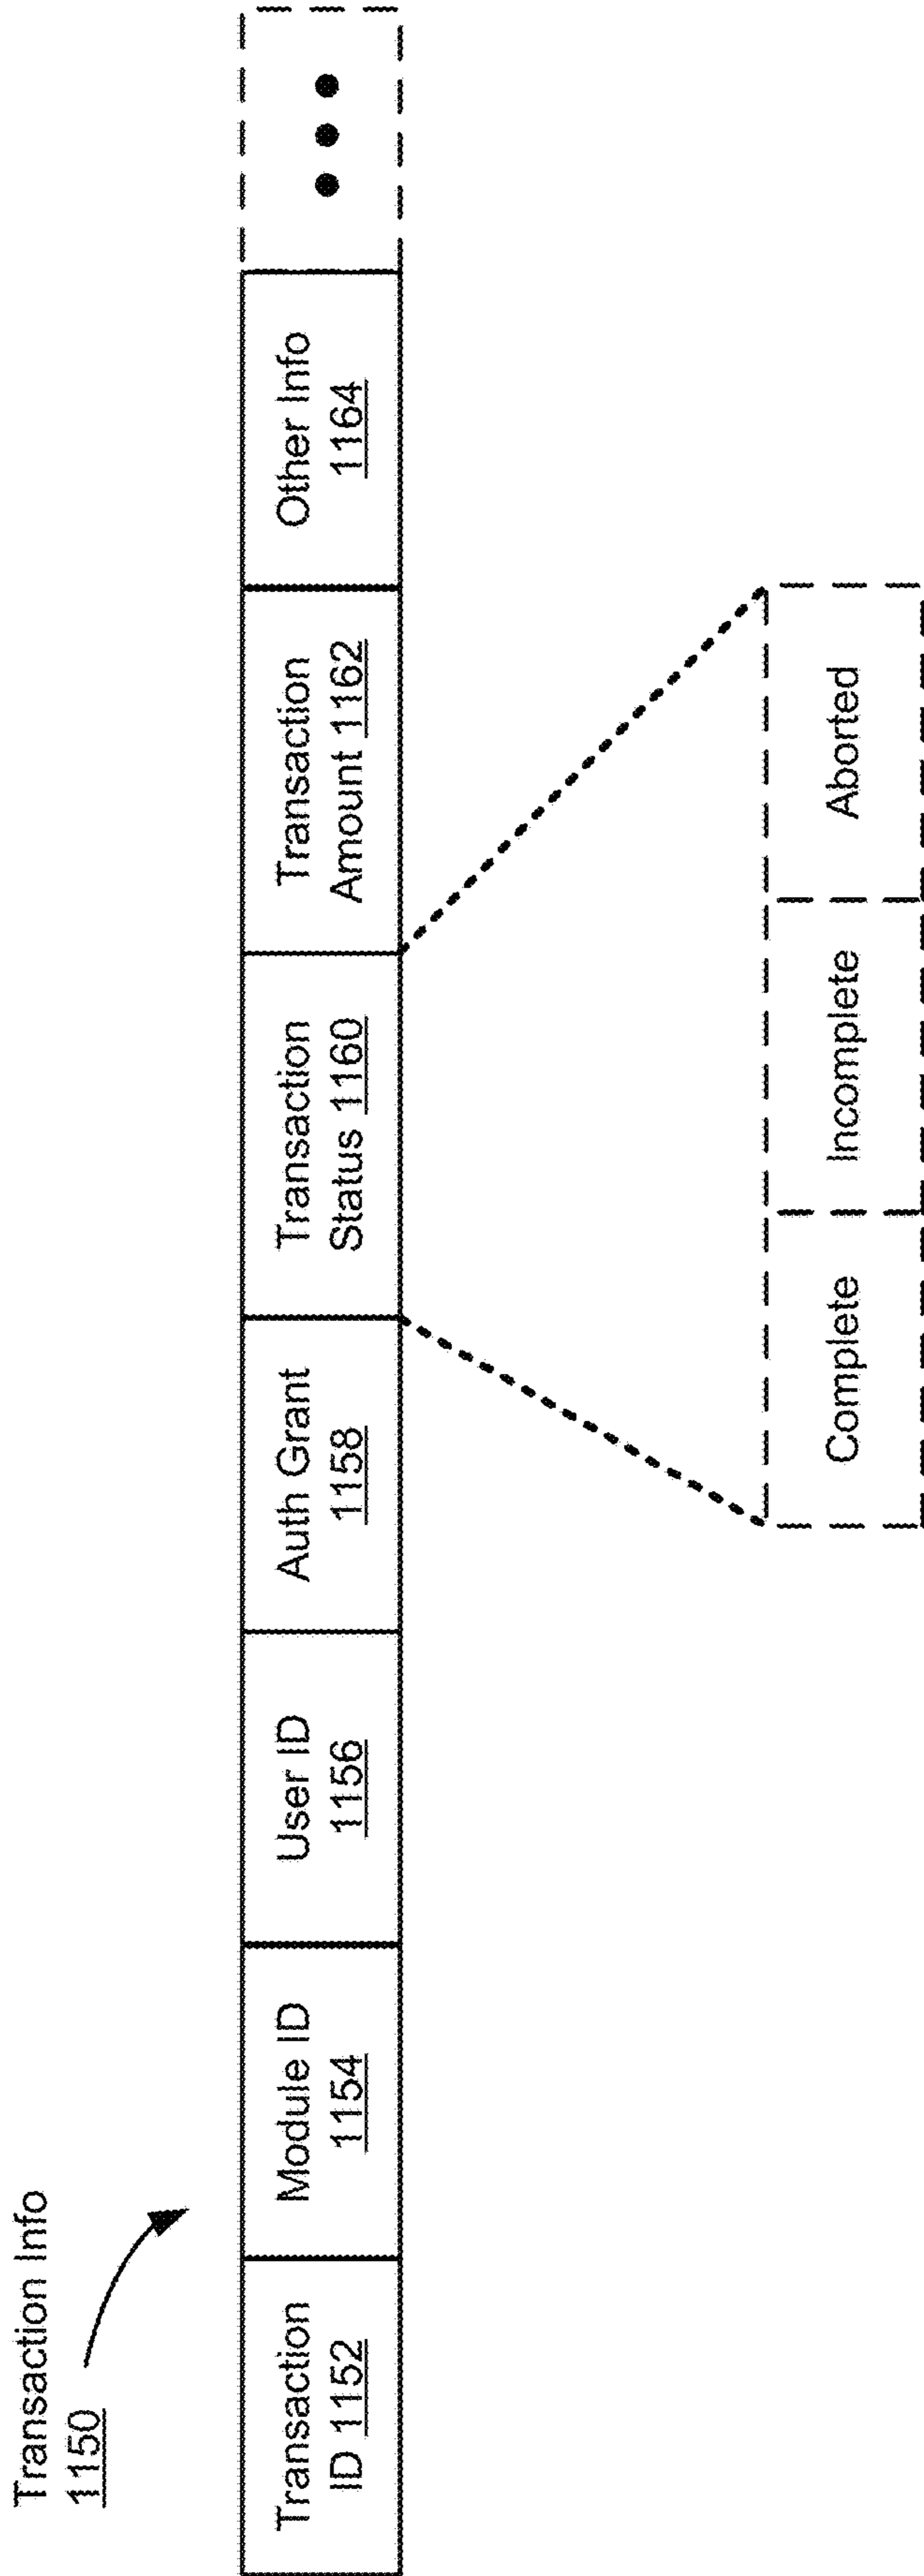 Transaction Info
1150
Transaction
ID 1152
Module ID
1154
User ID
1156
Auth Grant
1158
Transaction
Status 1160
Transaction
Amount 1162
Other Info
1164
Complete
Incomplete
Aborted